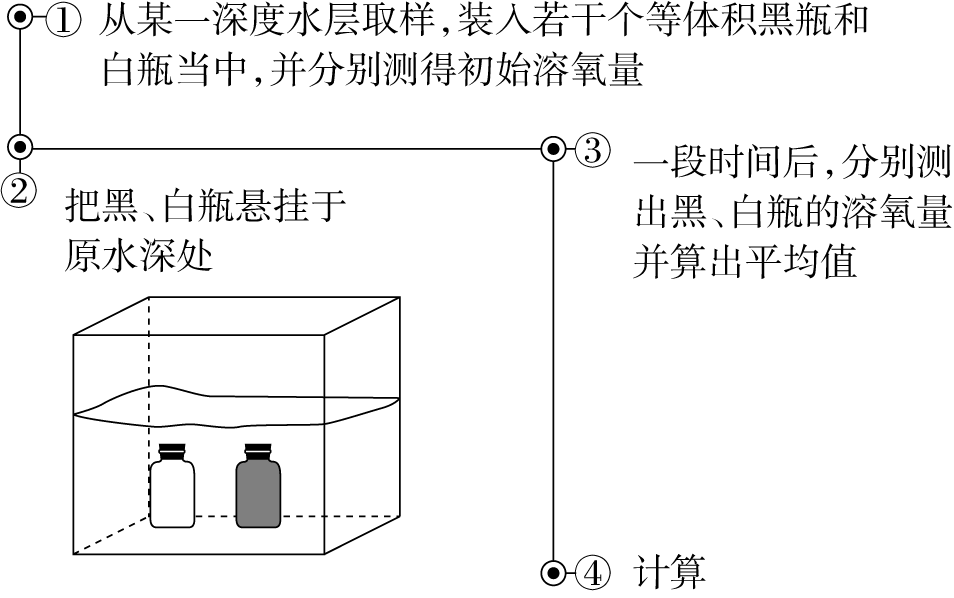 ① 从某一深度水层取样,装入若干个等体积黑瓶和
白瓶当中,并分别测得初始溶氧量
② 把黑、白瓶悬挂于
原水深处
③ 一段时间后,分别测
出黑、白瓶的溶氧量
并算出平均值
④ 计算